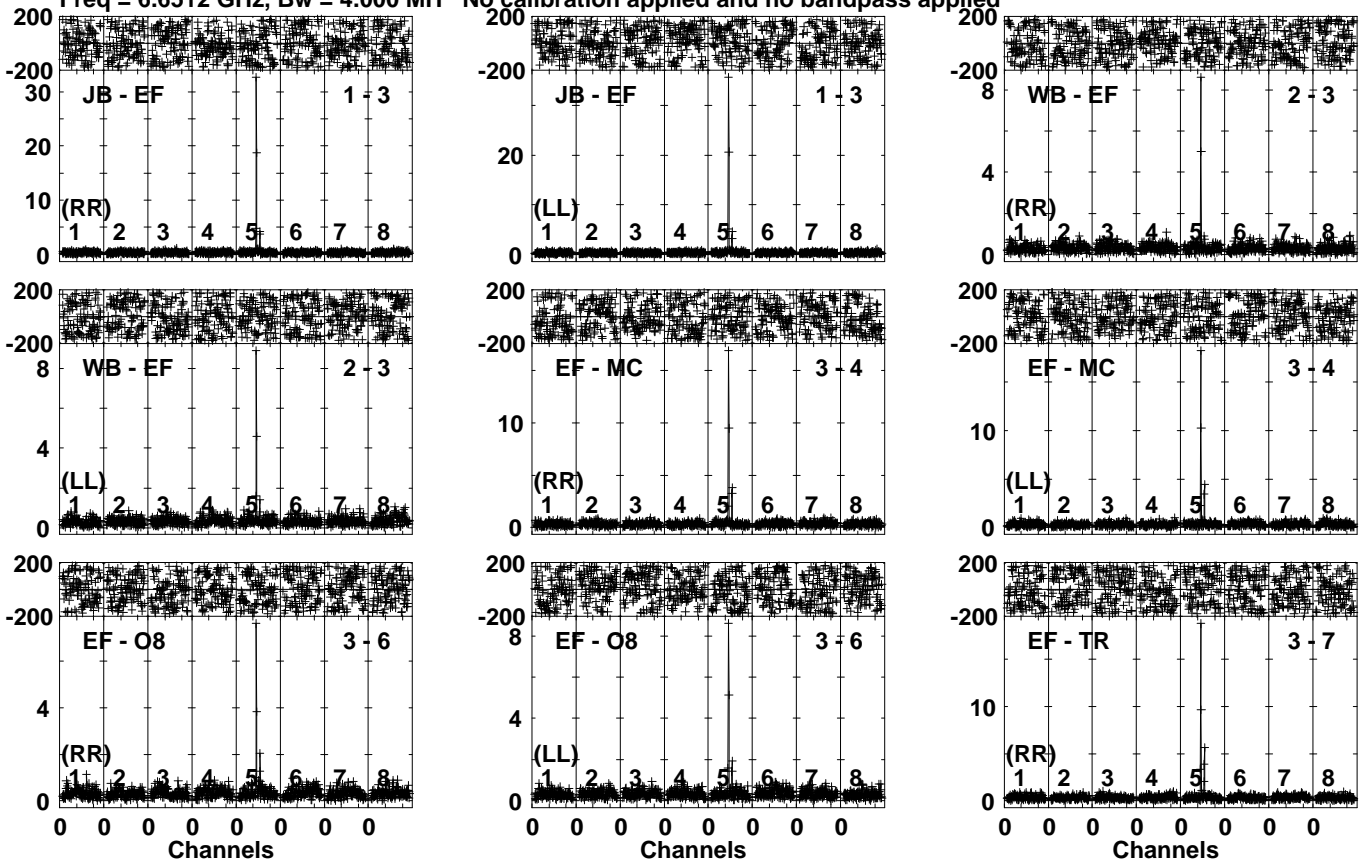 Freq = 6.6512 GHz, Bw = 4.000 MH No calibration applied and no bandpass applied
200 200 200
-200 -200 -200
30 JB - EF 1 - 3 JB - EF 1 - 3 8 WB - EF 2 - 3
20 20 4
10
(RR) (LL) (RR)
1 2 3 4 5 6 7 8 1 2 3 4 5 6 7 8 1 2 3 4 5 6 7 8
0 0 0
200 200 200
-200 -200 -200
8 WB - EF 2 - 3 EF - MC 3 - 4 EF - MC 3 - 4
4 10 10
(LL) (RR) (LL)
1 2 3 4 5 6 7 8 1 2 3 4 5 6 7 8 1 2 3 4 5 6 7 8
0 0 0
200 200 200
-200 -200 -200
EF - O8 3 - 6 8 EF - O8 3 - 6 EF - TR 3 - 7
4 4 10
(RR) (LL) (RR)
1 2 3 4 5 6 7 8 1 2 3 4 5 6 7 8 1 2 3 4 5 6 7 8
0 0 0
0 0 0 0 0 0 0 0 0 0 0 0 0 0 0 0 0 0 0 0 0 0 0 0
Channels Channels Channels